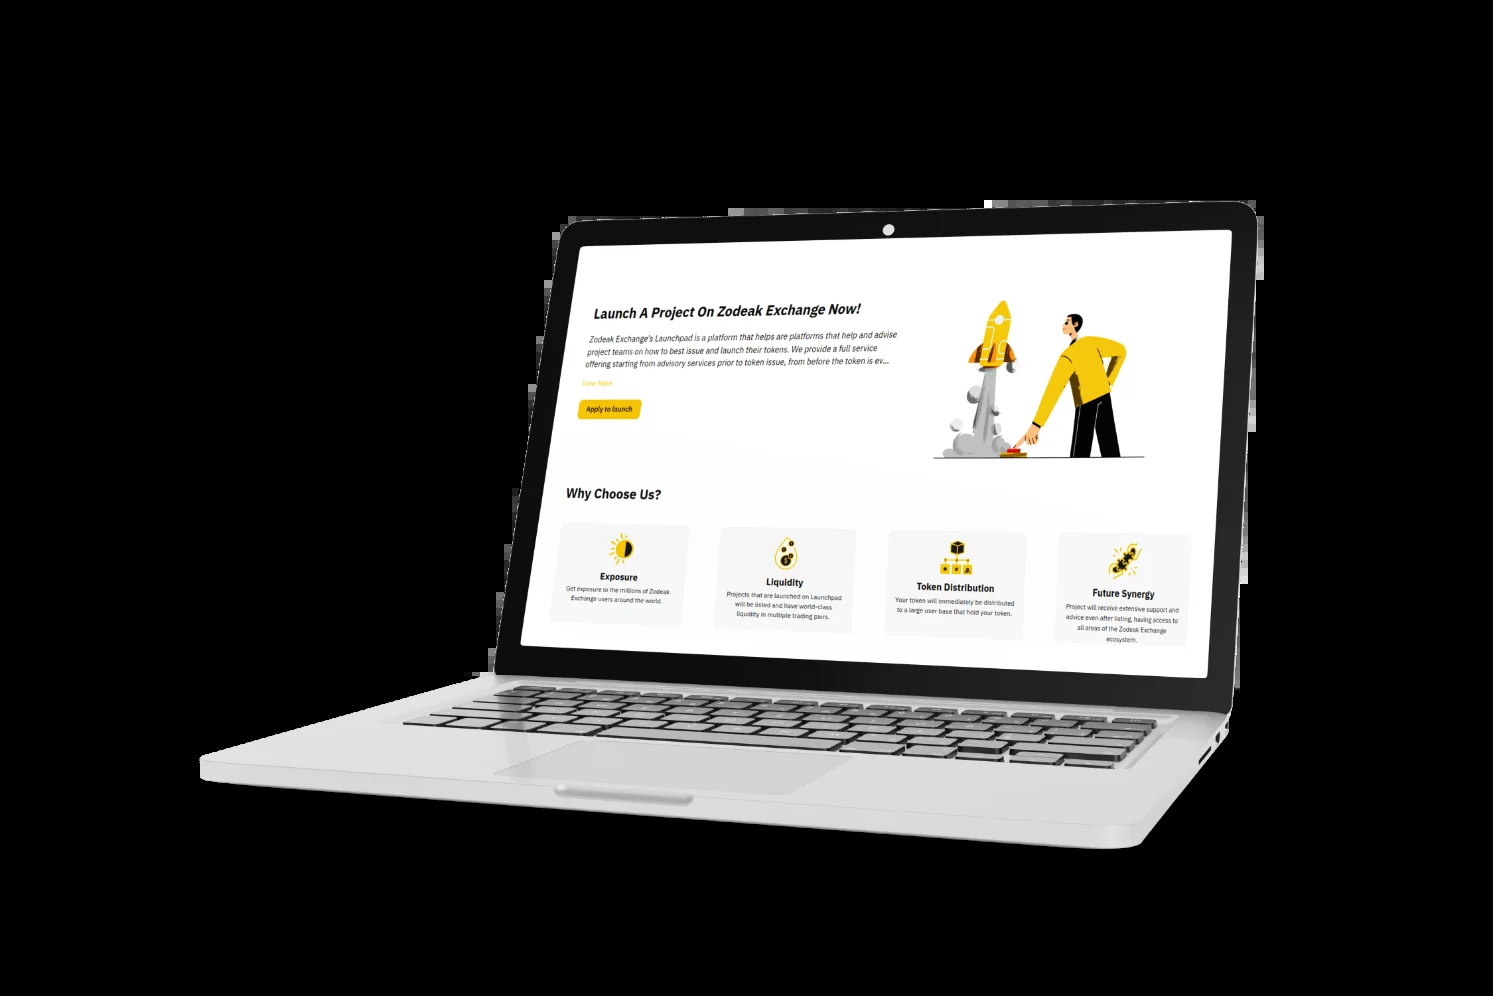 Launch A Project On Zodeak Exchange Now!
Zodeak Exchange's Launchpad is a platform that helps are platforms that help and advise
project teams on how to best issue and launch their tokens. We provide a full service
offering starting from advisory services prior to token issue, from before the token is ev...
View More
Apply to launch
Why Choose Us?
Exposure
Get exposure to the millions of Zodeak
Exchange users around the world.
Liquidity
Projects that are launched on Launchpad
will be listed and have world-class
liquidity in multiple trading pairs.
Token Distribution
Your token will immediately be distributed
to a large user base that hold your token.
Future Synergy
Project will receive extensive support and
advice even after listing, having access to
all areas of the Zodeak Exchange
ecosystem.